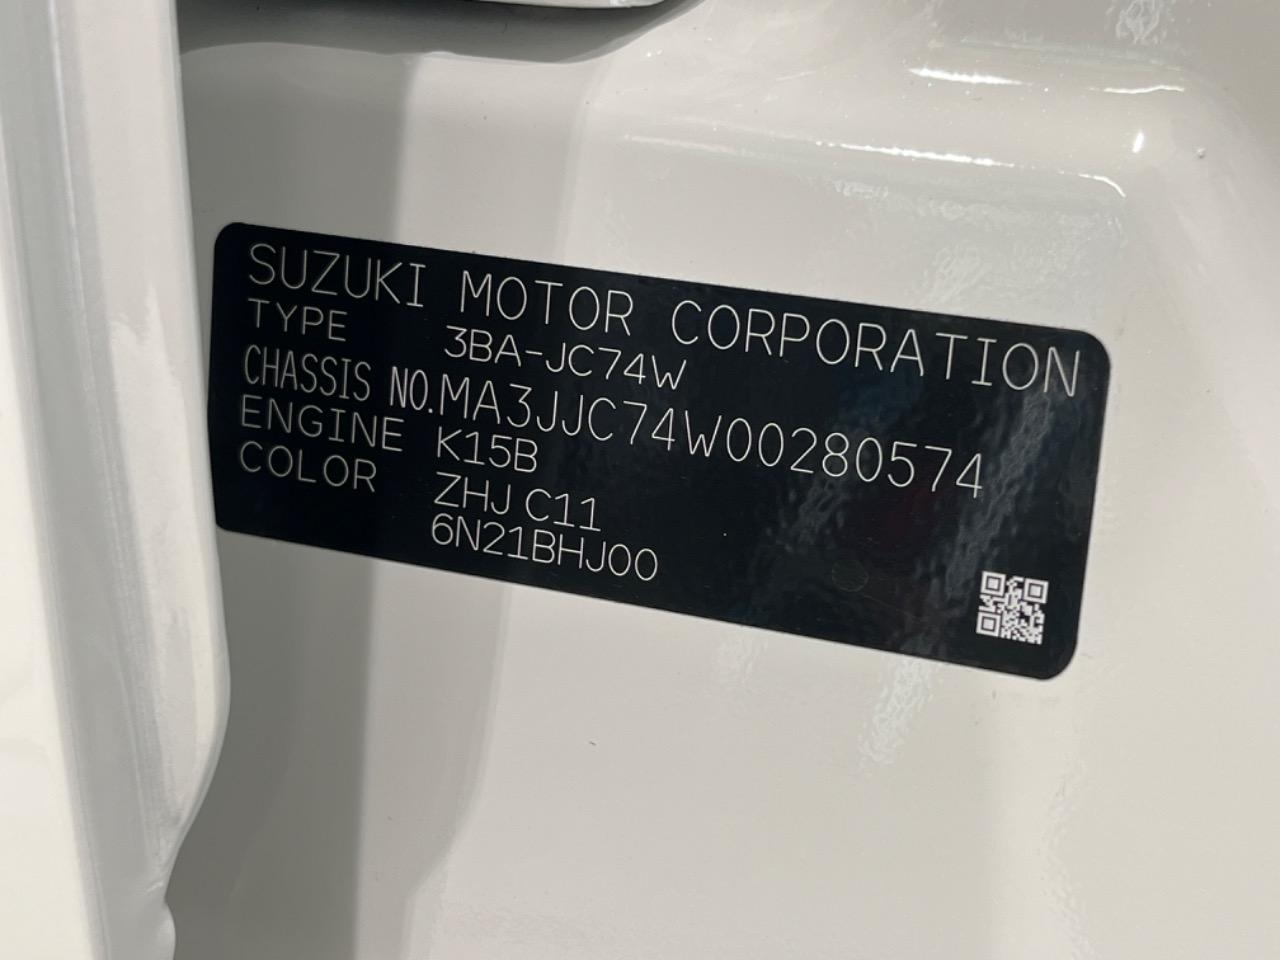 SUZUKI MOTOR CORPORATION
TYPE 3BA-JC74W
CHASSIS NO. MA3JJC74W00280574
ENGINE K15B
COLOR ZHJ C11
6N21BHJ00